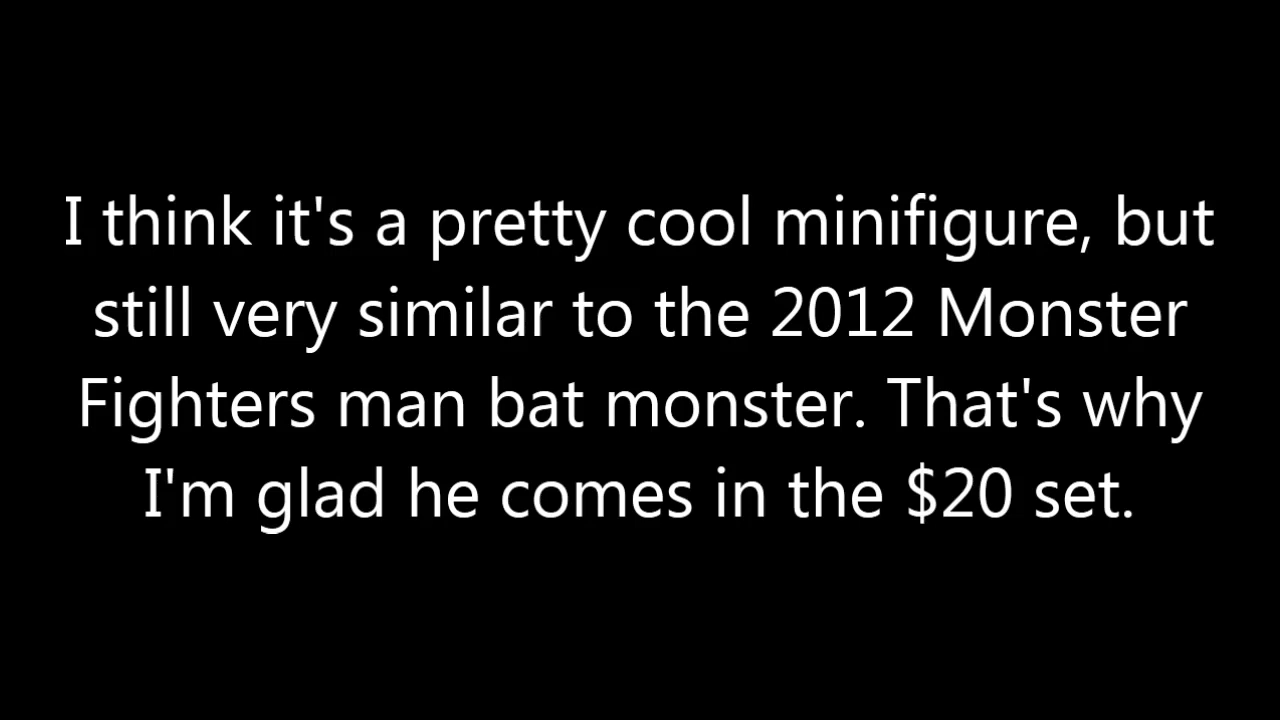 I think it's a pretty cool minifigure, but
still very similar to the 2012 Monster
Fighters man bat monster. That's why
I'm glad he comes in the $20 set.